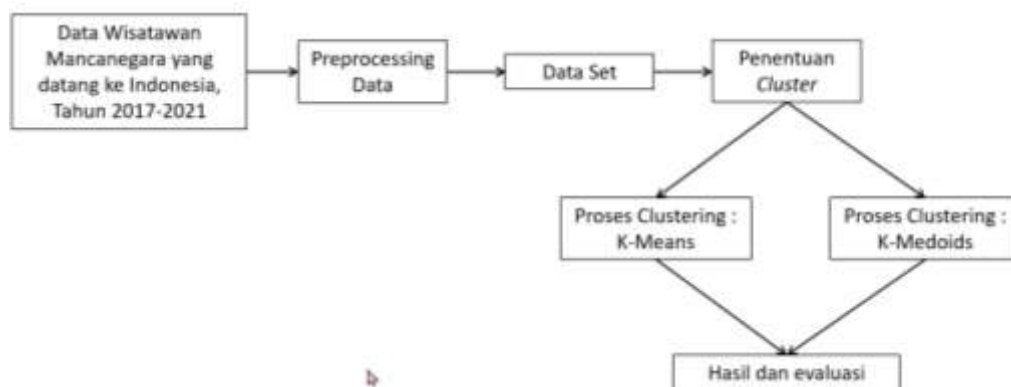 Data Wisatawan
Mancanegara yang
datang ke Indonesia,
Tahun 2017-2021
Preprocessing
Data
Data Set
Penentuan
Cluster
Proses Clustering :
K-Means
Proses Clustering :
K-Medoids
Hasil dan evaluasi